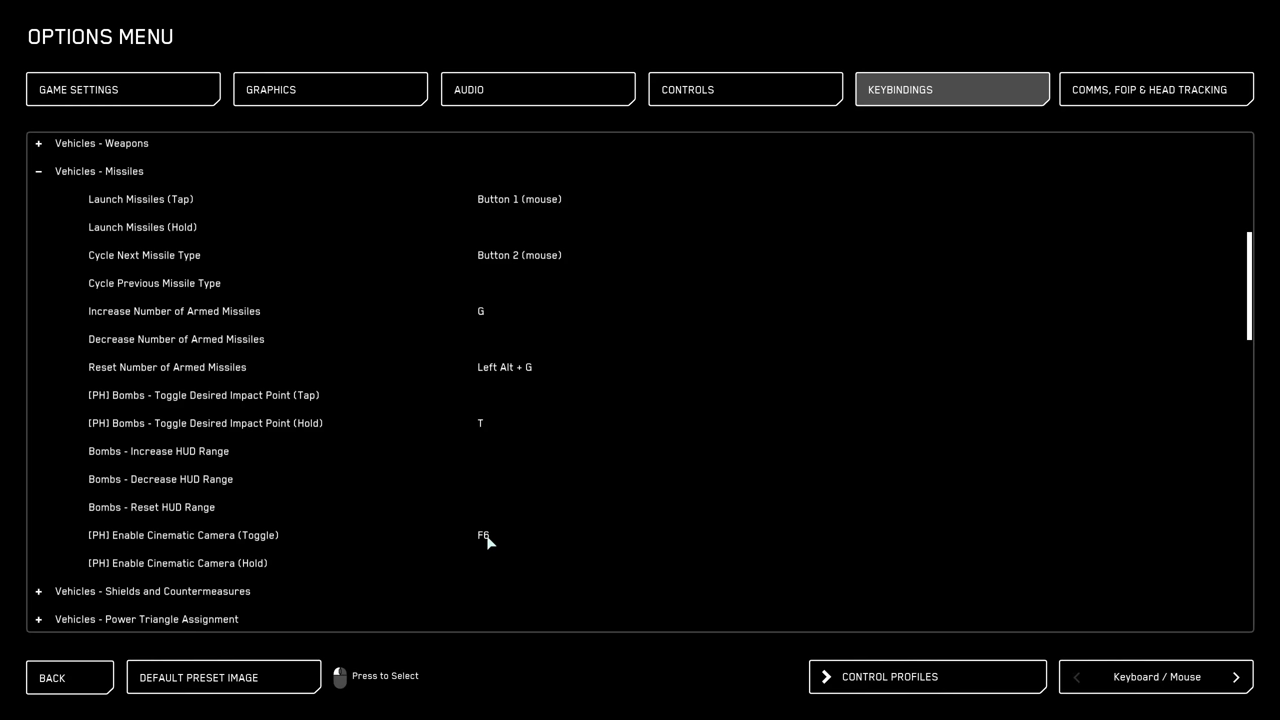 OPTIONS MENU
GAME SETTINGS
GRAPHICS
AUDIO
CONTROLS
KEYBINDINGS
COMMS, FOIP & HEAD TRACKING
+ Vehicles - Weapons
− Vehicles - Missiles
Launch Missiles (Tap) Button 1 (mouse)
Launch Missiles (Hold)
Cycle Next Missile Type Button 2 (mouse)
Cycle Previous Missile Type
Increase Number of Armed Missiles G
Decrease Number of Armed Missiles
Reset Number of Armed Missiles Left Alt + G
[PH] Bombs - Toggle Desired Impact Point (Tap)
[PH] Bombs - Toggle Desired Impact Point (Hold) T
Bombs - Increase HUD Range
Bombs - Decrease HUD Range
Bombs - Reset HUD Range
[PH] Enable Cinematic Camera (Toggle) F6
[PH] Enable Cinematic Camera (Hold)
+ Vehicles - Shields and Countermeasures
+ Vehicles - Power Triangle Assignment
BACK
DEFAULT PRESET IMAGE
Press to Select
CONTROL PROFILES
Keyboard / Mouse